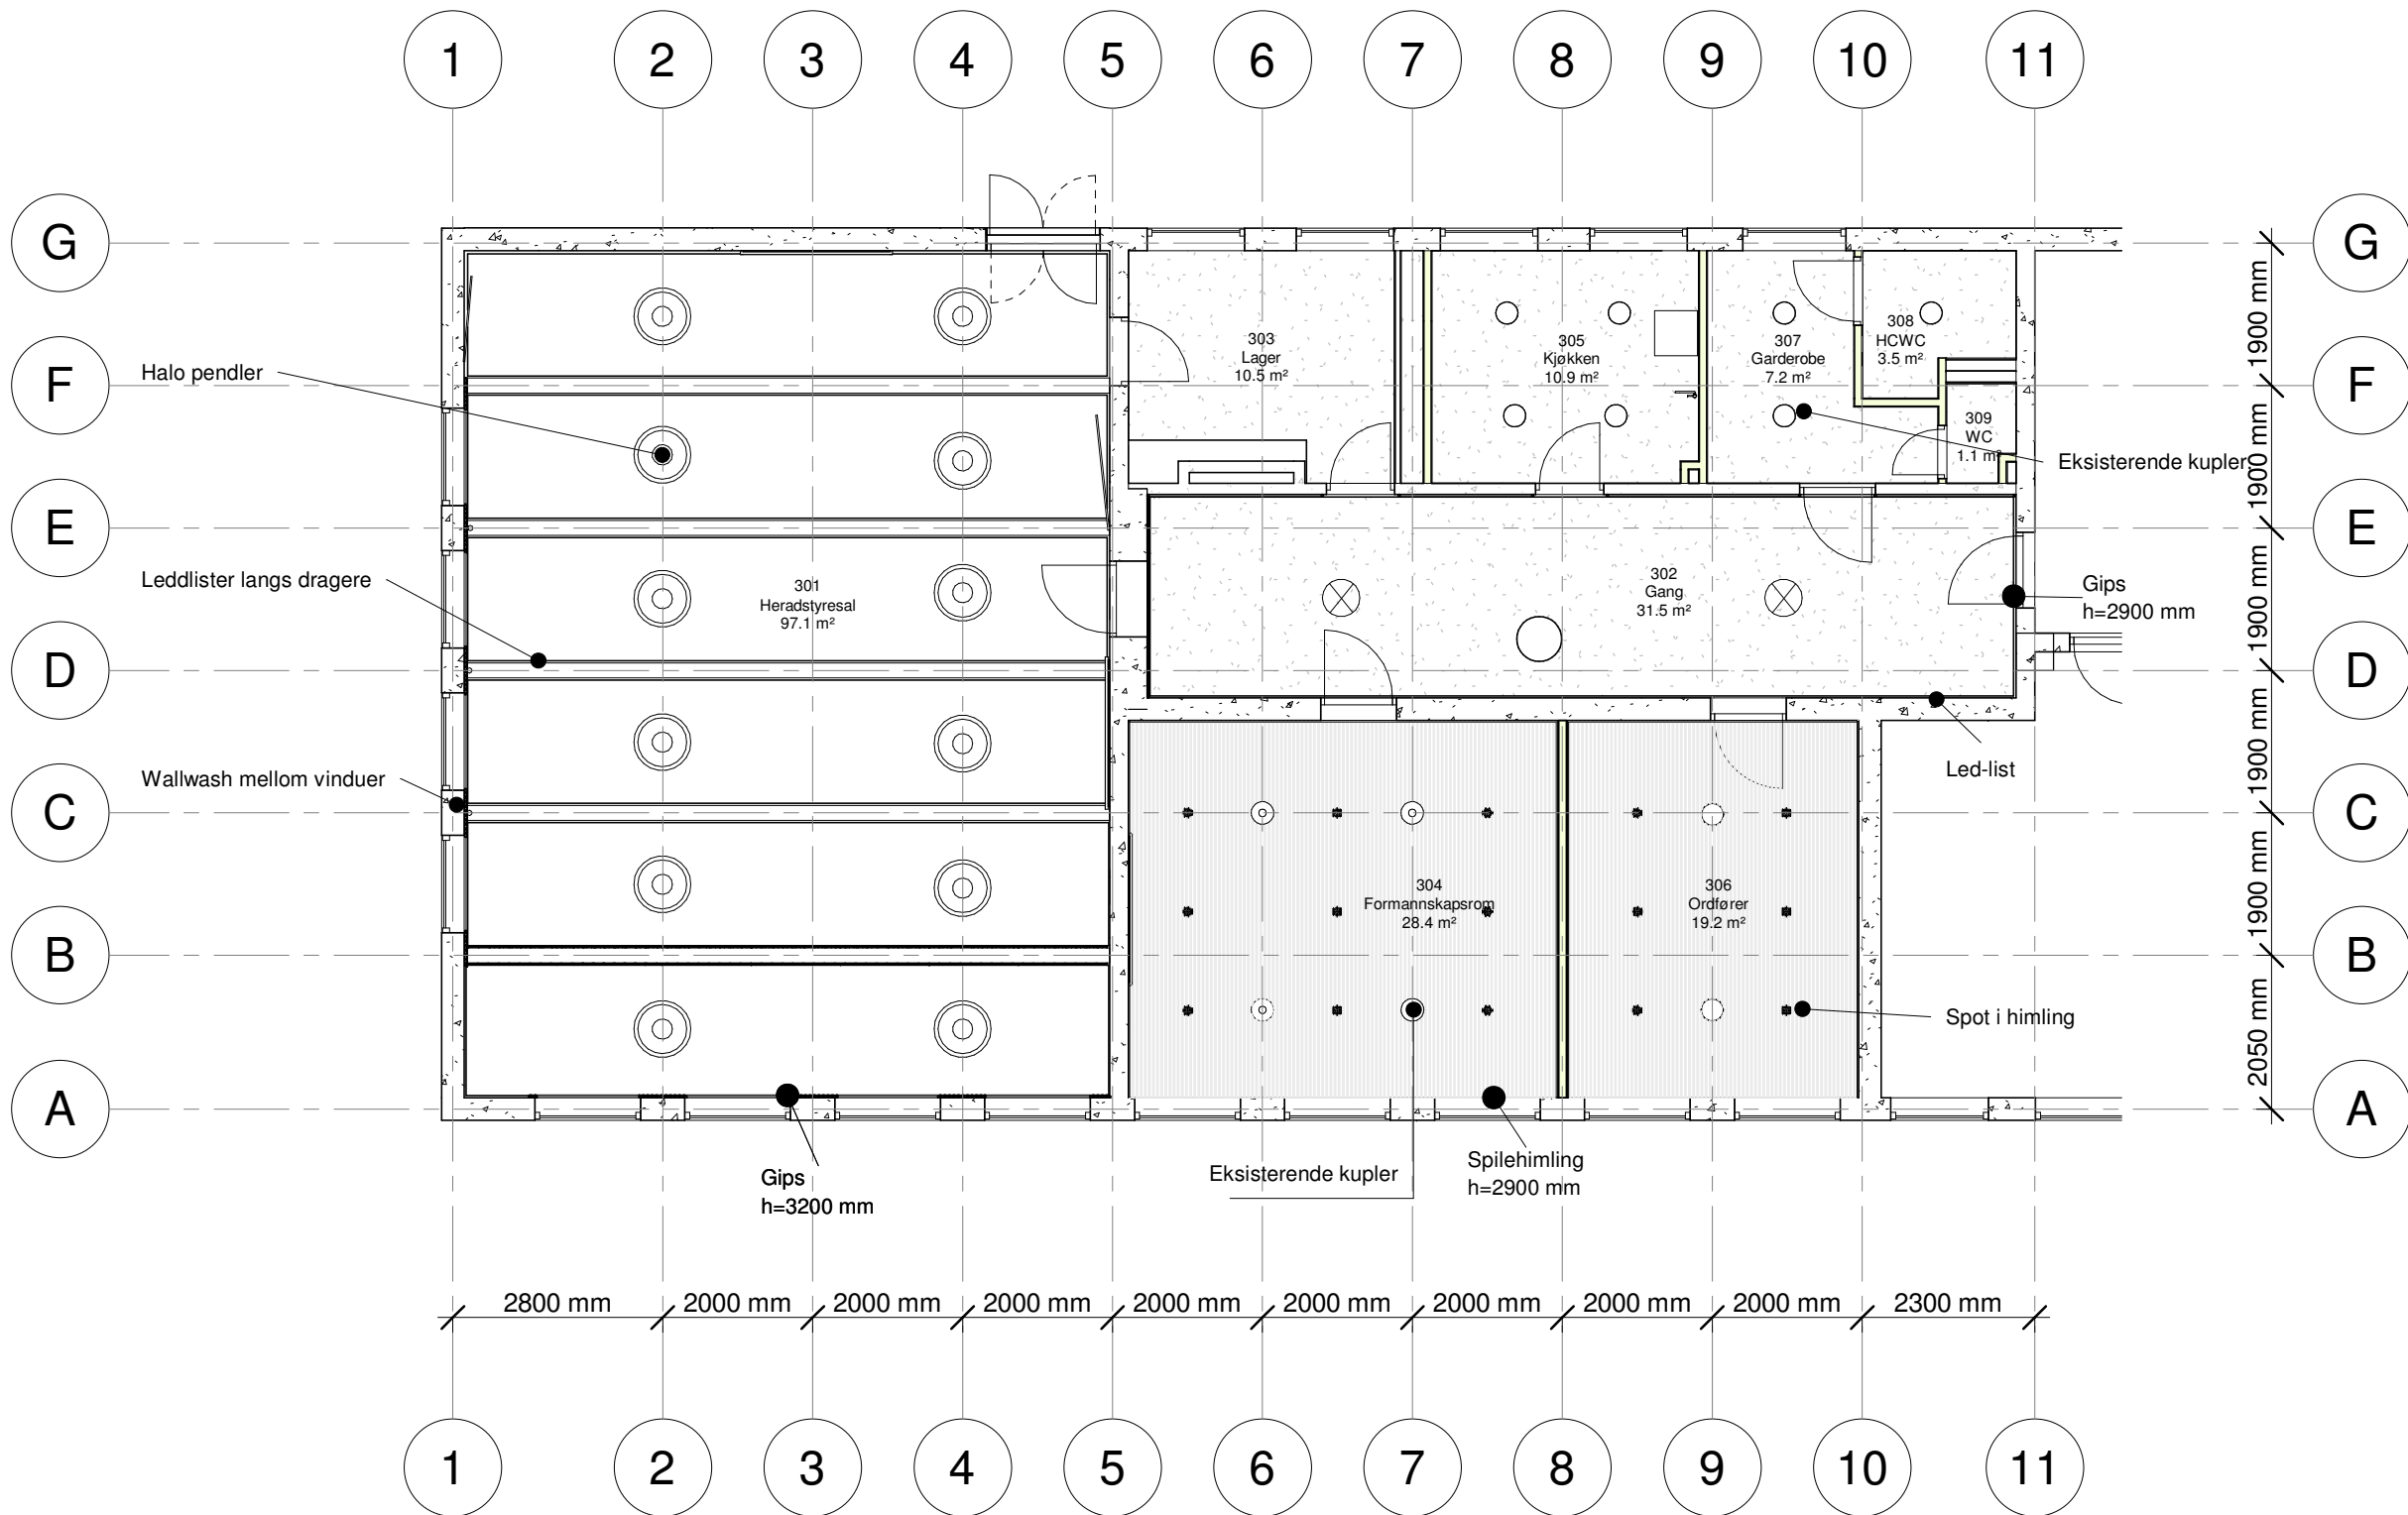 1 2 3 4 5 6 7 8 9 10 11
G G
1900 mm
303
Lager
10.5 m²
305
Kjøkken
10.9 m²
307
Garderobe
7.2 m²
308
HCWC
3.5 m²
Halo pendler
F F
309
WC
1.1 m²
Eksisterende kupler
1900 mm
E E
Leddlister langs dragere
301
Heradstyresal
97.1 m²
302
Gang
31.5 m²
Gips
h=2900 mm
1900 mm
D D
Led-list
1900 mm
Wallwash mellom vinduer
C C
304
Formannskapsrom
28.4 m²
306
Ordfører
19.2 m²
1900 mm
B B
Spot i himling
2050 mm
A A
Gips
h=3200 mm
Eksisterende kupler
Spilehimling
h=2900 mm
2800 mm 2000 mm 2000 mm 2000 mm 2000 mm 2000 mm 2000 mm 2000 mm 2000 mm 2300 mm
1 2 3 4 5 6 7 8 9 10 11